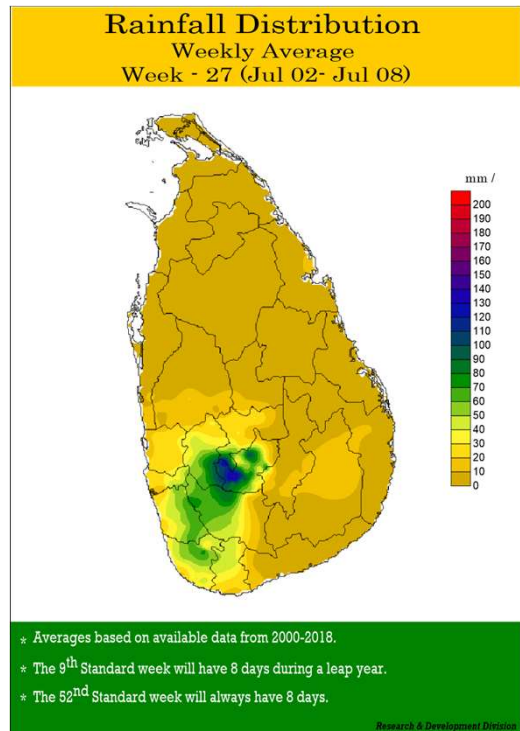 Rainfall Distribution
Weekly Average
Week - 27 (Jul 02- Jul 08)
mm /
200
190
180
170
160
150
140
130
120
110
100
90
80
70
60
50
40
30
20
10
0
* Averages based on available data from 2000-2018.
* The 9th Standard week will have 8 days during a leap year.
* The 52nd Standard week will always have 8 days.
Research & Development Division